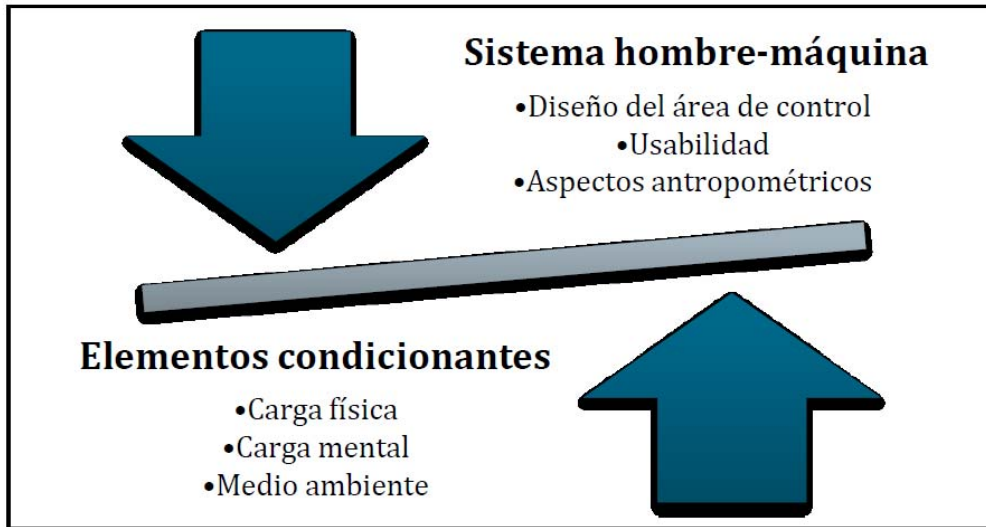 Sistema hombre-máquina
•Diseño del área de control
•Usabilidad
•Aspectos antropométricos
Elementos condicionantes
•Carga física
•Carga mental
•Medio ambiente